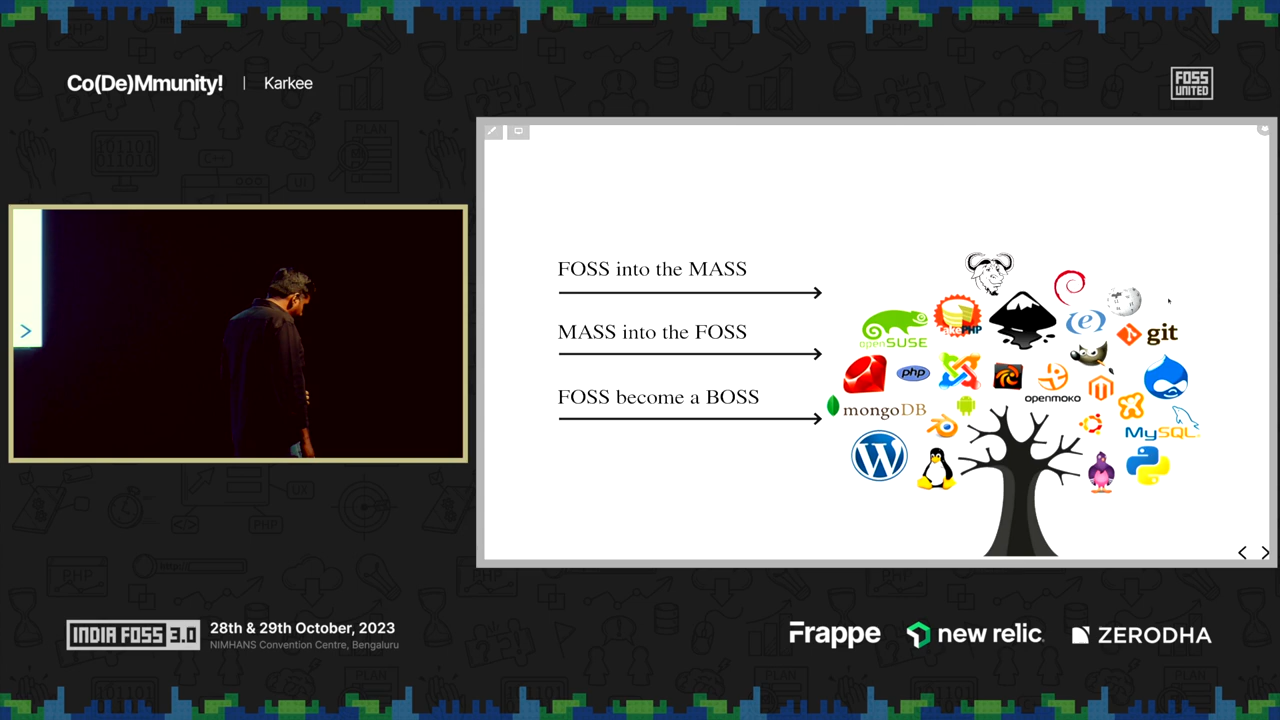 Co(De)Mmunity! | Karkee
FOSS UNITED
FOSS into the MASS
MASS into the FOSS
FOSS become a BOSS
openSUSE
CakePHP
e
git
php
openmoko
mongoDB
MySQL
W
INDIA FOSS 3.0
28th & 29th October, 2023
NIMHANS Convention Centre, Bengaluru
Frappe
new relic
ZERODHA